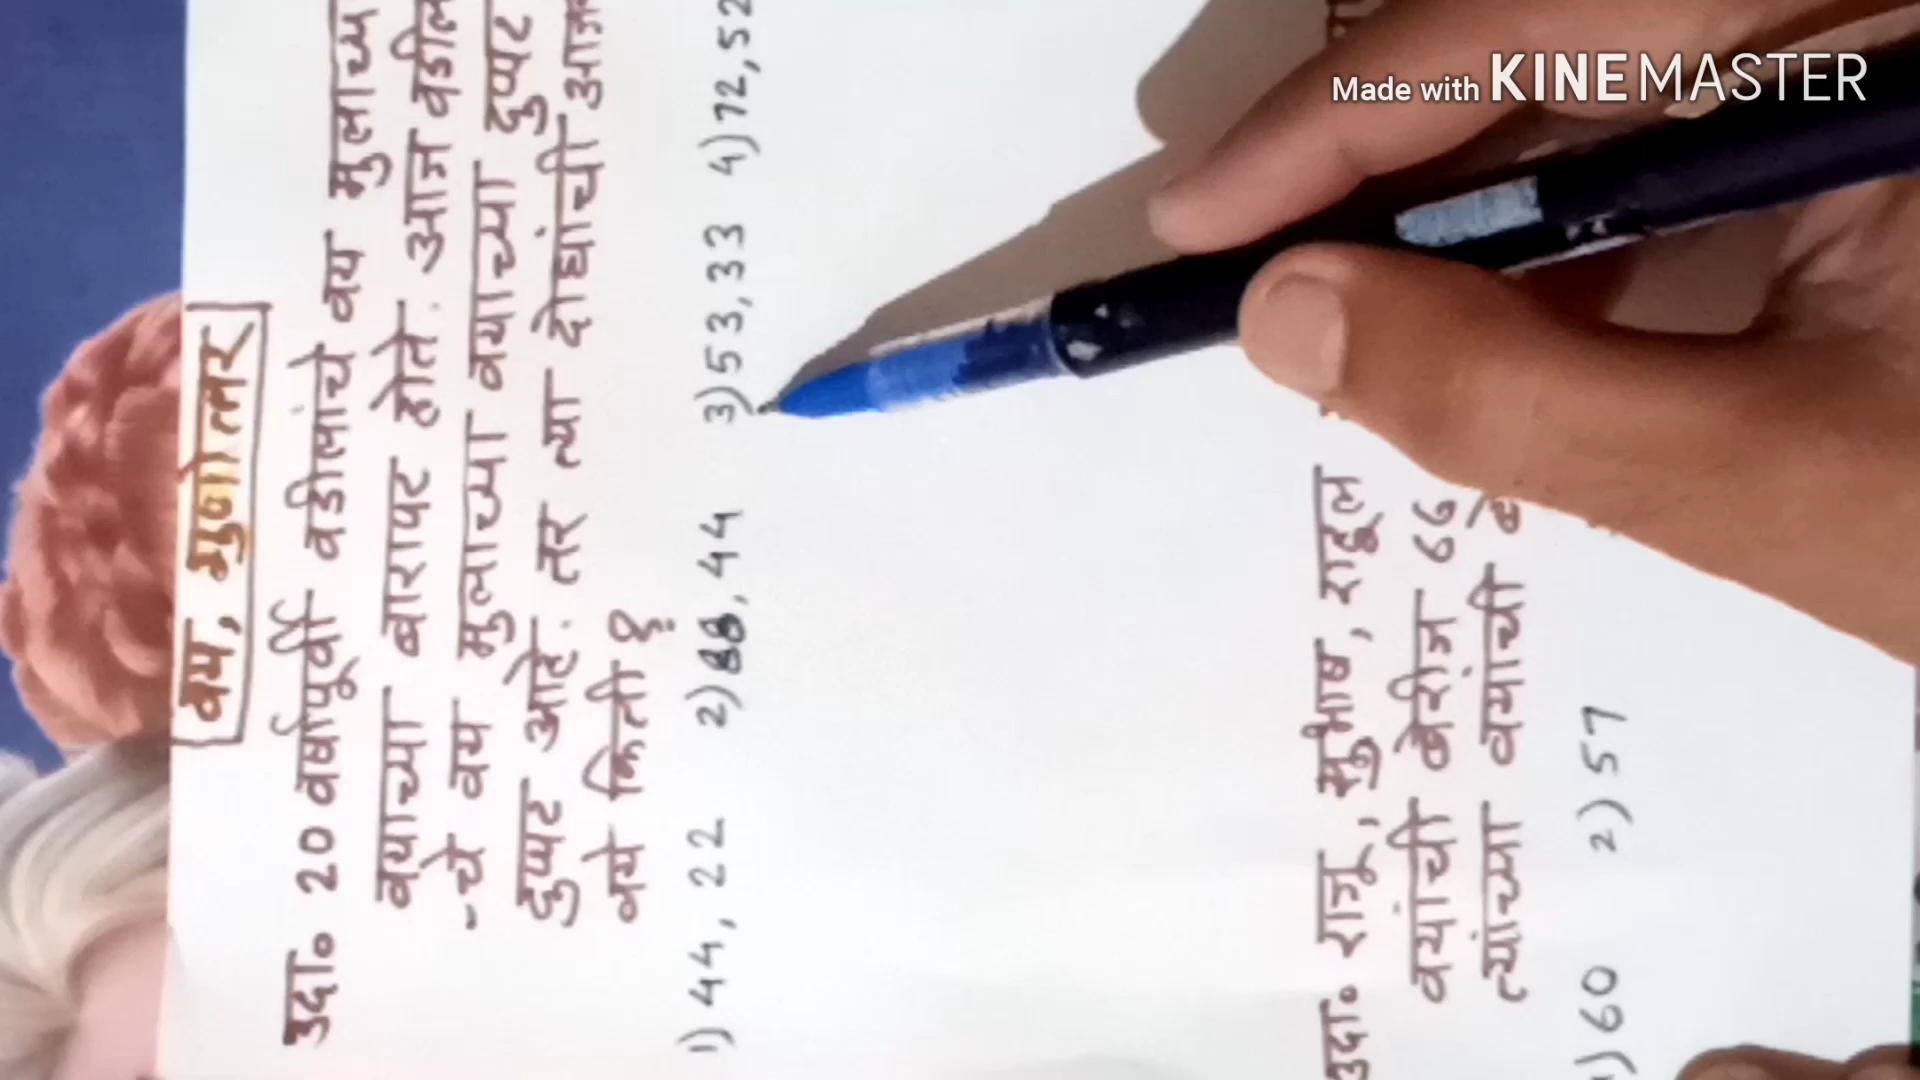 वय, गुणोत्तर
उदा॰ 20 वर्षापूर्वी वडीलांचे वय मुलाच्या
वयाच्या बारापट होते. आज वडील
-चे वय मुलाच्या वयाच्या दुप्पट
दुप्पट आहे. तर त्या दोघांची आज
वये किती?
1) 44, 22 2) 88, 44 3) 53, 33 4) 72, 52
उदा॰ राजू, सुभाष, राहूल
वयांची बेरीज 66
त्यांच्या वयांची
1) 60 2) 57
Made with KINEMASTER